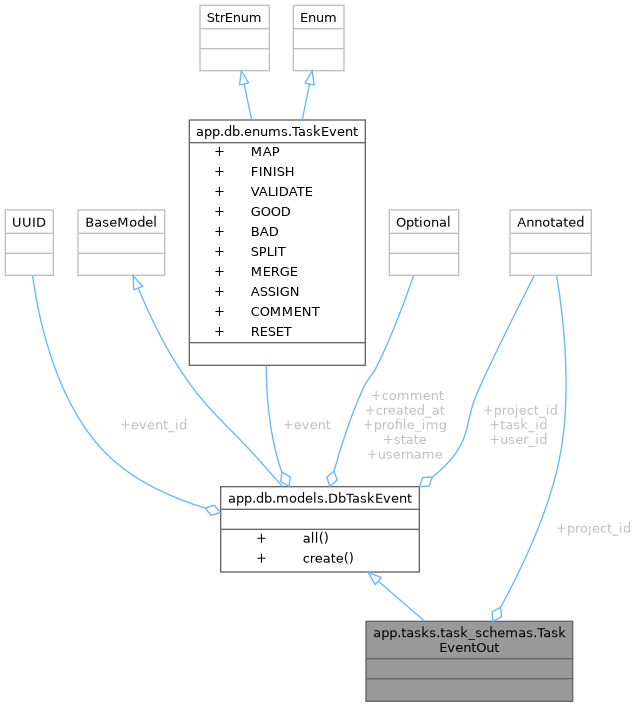 StrEnum
Enum
app.db.enums.TaskEvent
+ MAP
+ FINISH
+ VALIDATE
+ GOOD
+ BAD
+ SPLIT
+ MERGE
+ ASSIGN
+ COMMENT
+ RESET
UUID
BaseModel
Optional
Annotated
+event_id
+event
+comment
+created_at
+profile_img
+state
+username
+project_id
+task_id
+user_id
app.db.models.DbTaskEvent
+ all()
+ create()
+project_id
app.tasks.task_schemas.Task
EventOut